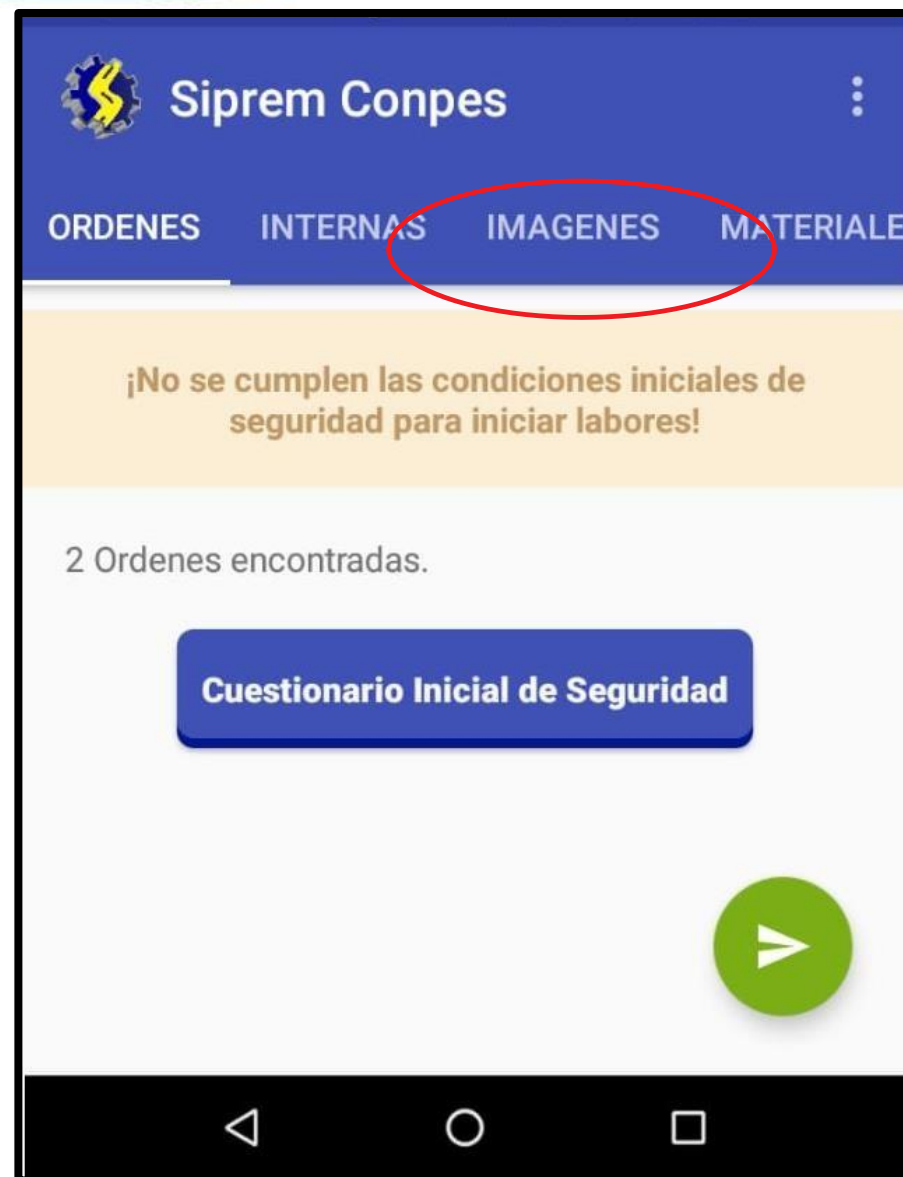 Siprem Conpes
ORDENES INTERNAS IMAGENES MATERIALE
¡No se cumplen las condiciones iniciales de
seguridad para iniciar labores!
2 Ordenes encontradas.
Cuestionario Inicial de Seguridad